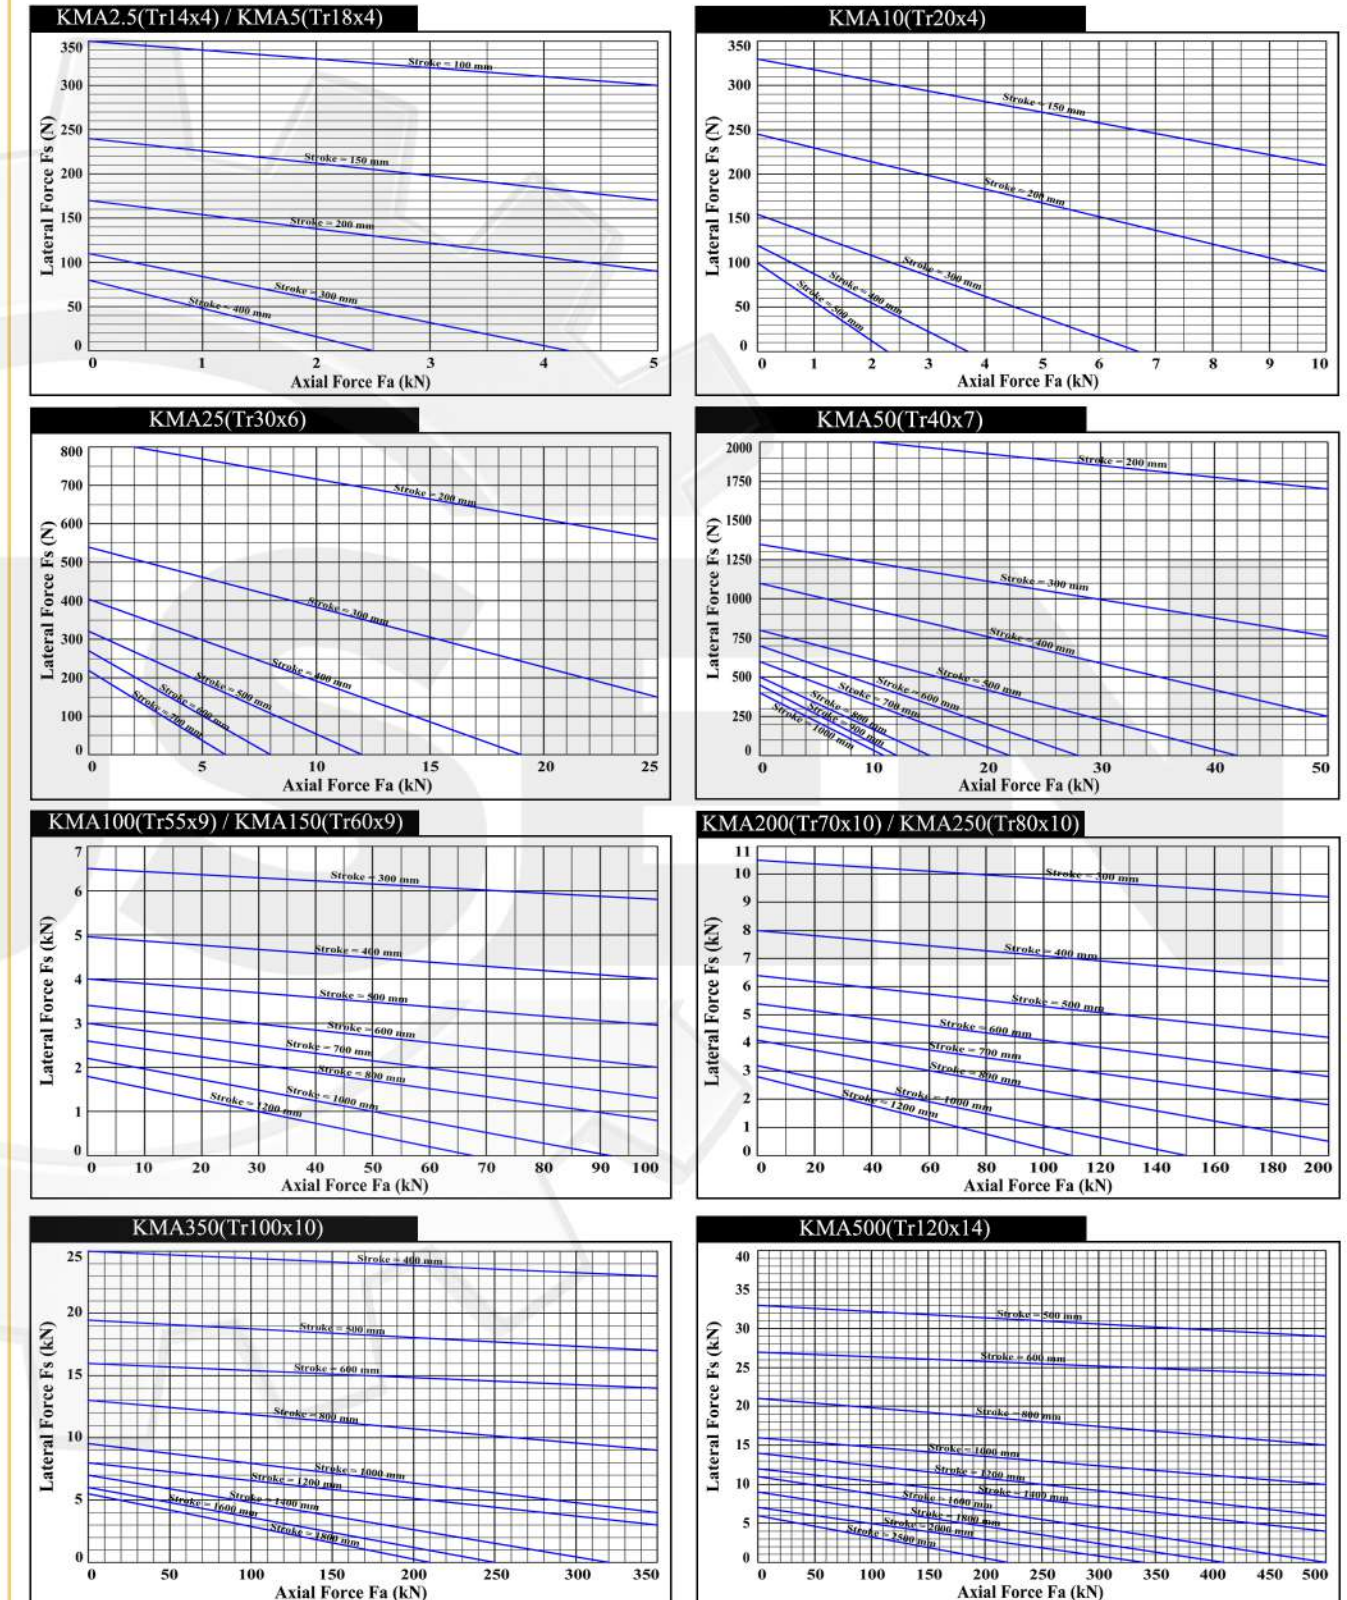 KMA2.5(Tr14x4) / KMA5(Tr18x4)
Lateral Force Fs (N)
350
300
250
200
150
100
50
0
Stroke = 100 mm
Stroke = 150 mm
Stroke = 200 mm
Stroke = 300 mm
Stroke = 400 mm
0 1 2 3 4 5
Axial Force Fa (kN)
KMA10(Tr20x4)
Lateral Force Fs (N)
350
300
250
200
150
100
50
0
Stroke = 150 mm
Stroke = 200 mm
Stroke = 300 mm
Stroke = 400 mm
Stroke = 500 mm
0 1 2 3 4 5 6 7 8 9 10
Axial Force Fa (kN)
KMA25(Tr30x6)
Lateral Force Fs (N)
800
700
600
500
400
300
200
100
0
Stroke = 200 mm
Stroke = 300 mm
Stroke = 400 mm
Stroke = 500 mm
Stroke = 600 mm
Stroke = 700 mm
0 5 10 15 20 25
Axial Force Fa (kN)
KMA50(Tr40x7)
Lateral Force Fs (N)
2000
1750
1500
1250
1000
750
500
250
0
Stroke = 200 mm
Stroke = 300 mm
Stroke = 400 mm
Stroke = 500 mm
Stroke = 600 mm
Stroke = 700 mm
Stroke = 800 mm
Stroke = 900 mm
Stroke = 1000 mm
0 10 20 30 40 50
Axial Force Fa (kN)
KMA100(Tr55x9) / KMA150(Tr60x9)
Lateral Force Fs (kN)
7
6
5
4
3
2
1
0
Stroke = 300 mm
Stroke = 400 mm
Stroke = 500 mm
Stroke = 600 mm
Stroke = 700 mm
Stroke = 800 mm
Stroke = 1000 mm
Stroke = 1200 mm
0 10 20 30 40 50 60 70 80 90 100
Axial Force Fa (kN)
KMA200(Tr70x10) / KMA250(Tr80x10)
Lateral Force Fs (kN)
11
10
9
8
7
6
5
4
3
2
1
0
Stroke = 300 mm
Stroke = 400 mm
Stroke = 500 mm
Stroke = 600 mm
Stroke = 700 mm
Stroke = 800 mm
Stroke = 1000 mm
Stroke = 1200 mm
0 20 40 60 80 100 120 140 160 180 200
Axial Force Fa (kN)
KMA350(Tr100x10)
Lateral Force Fs (kN)
25
20
15
10
5
0
Stroke = 400 mm
Stroke = 500 mm
Stroke = 600 mm
Stroke = 800 mm
Stroke = 1000 mm
Stroke = 1200 mm
Stroke = 1400 mm
Stroke = 1600 mm
Stroke = 1800 mm
0 50 100 150 200 250 300 350
Axial Force Fa (kN)
KMA500(Tr120x14)
Lateral Force Fs (kN)
40
35
30
25
20
15
10
5
0
Stroke = 500 mm
Stroke = 600 mm
Stroke = 800 mm
Stroke = 1000 mm
Stroke = 1200 mm
Stroke = 1400 mm
Stroke = 1600 mm
Stroke = 1800 mm
Stroke = 2000 mm
Stroke = 2500 mm
0 50 100 150 200 250 300 350 400 450 500
Axial Force Fa (kN)